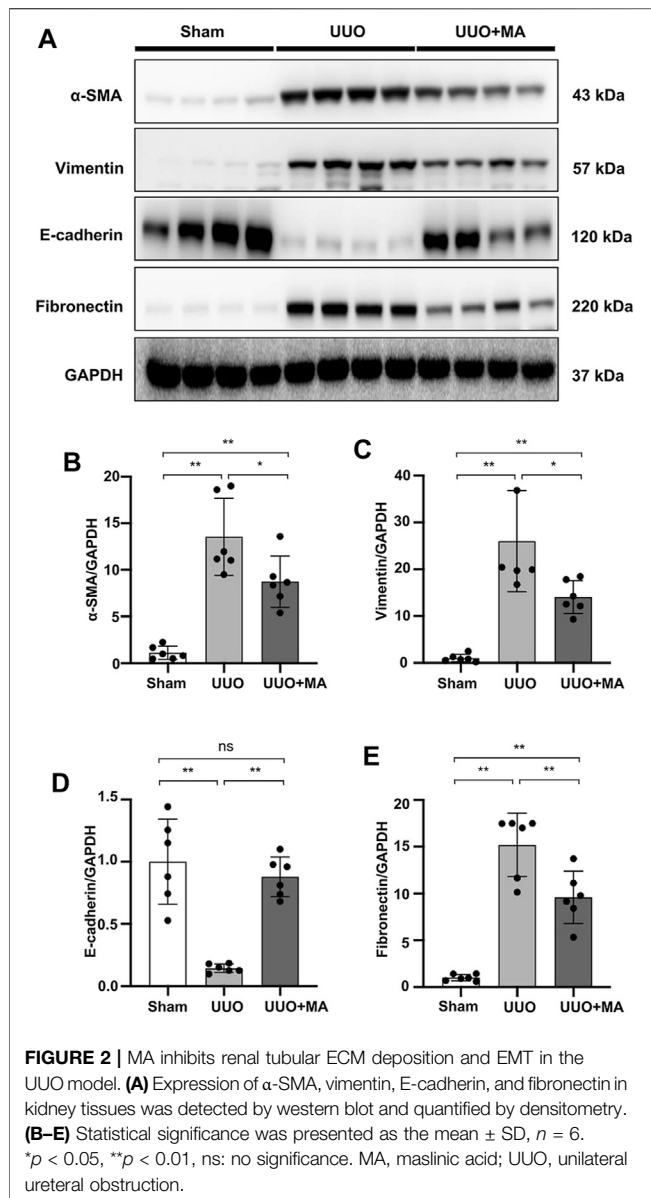 A
Sham UUO UUO+MA
α-SMA 43 kDa
Vimentin 57 kDa
E-cadherin 120 kDa
Fibronectin 220 kDa
GAPDH 37 kDa
B
**
** *
α-SMA/GAPDH
20
15
10
5
0
Sham UUO UUO+MA
C
**
** *
Vimentin/GAPDH
40
30
20
10
0
Sham UUO UUO+MA
D
ns
** **
E-cadherin/GAPDH
1.5
1.0
0.5
0.0
Sham UUO UUO+MA
E
**
** **
Fibronectin/GAPDH
20
15
10
5
0
Sham UUO UUO+MA
FIGURE 2 | MA inhibits renal tubular ECM deposition and EMT in the
UUO model. (A) Expression of α-SMA, vimentin, E-cadherin, and fibronectin in
kidney tissues was detected by western blot and quantified by densitometry.
(B–E) Statistical significance was presented as the mean ± SD, n = 6.
*p < 0.05, **p < 0.01, ns: no significance. MA, maslinic acid; UUO, unilateral
ureteral obstruction.